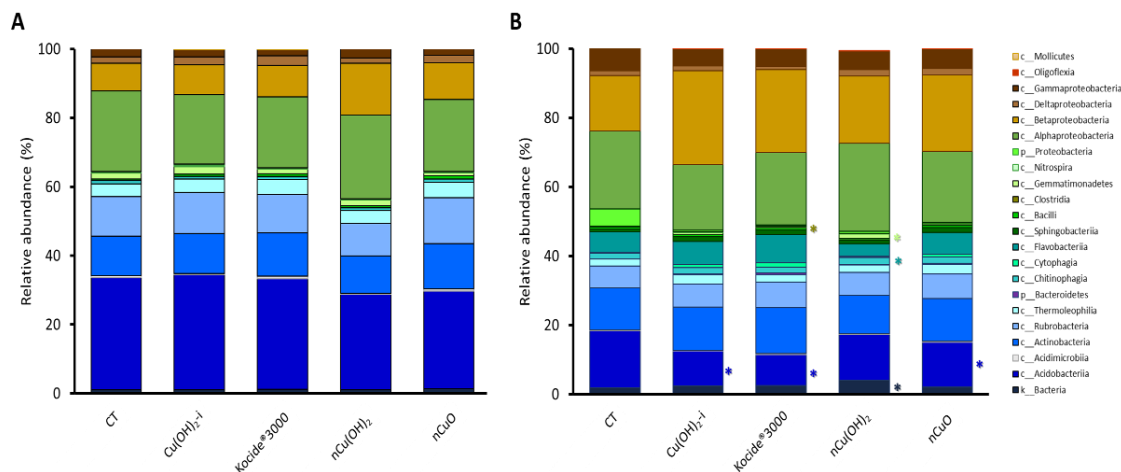 A
Relative abundance (%)
100
80
60
40
20
0
CT
Cu(OH)₂-i
Kocide®3000
nCu(OH)₂
nCuO
B
Relative abundance (%)
100
80
60
40
20
0
*
*
*
*
*
*
*
CT
Cu(OH)₂-i
Kocide®3000
nCu(OH)₂
nCuO
c__Mollicutes
c__Oligoflexia
c__Gammaproteobacteria
c__Deltaproteobacteria
c__Betaproteobacteria
c__Alphaproteobacteria
p__Proteobacteria
c__Nitrospira
c__Gemmatimonadetes
c__Clostridia
c__Bacilli
c__Sphingobacteriia
c__Flavobacteriia
c__Cytophagia
c__Chitinophagia
p__Bacteroidetes
c__Thermoleophilia
c__Rubrobacteria
c__Actinobacteria
c__Acidimicrobiia
c__Acidobacteriia
k__Bacteria